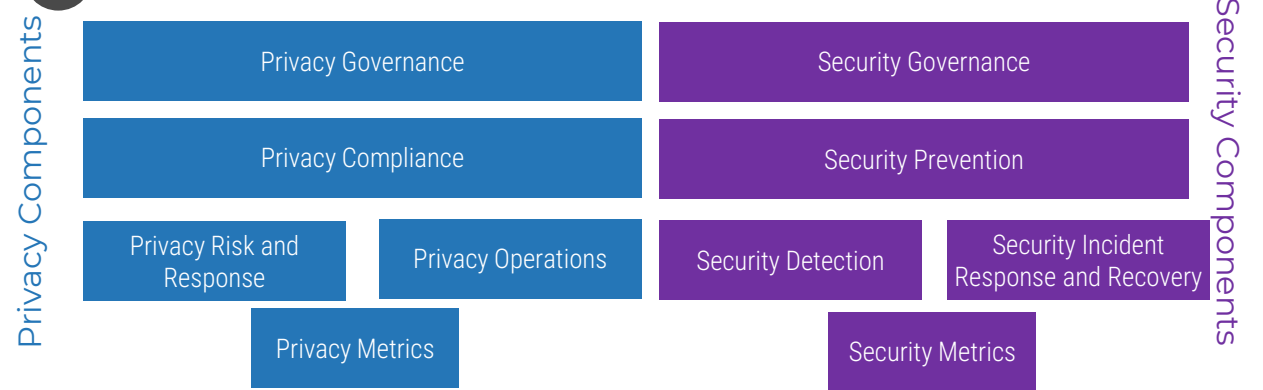 Privacy Components
Privacy Governance
Privacy Compliance
Privacy Risk and
Response
Privacy Operations
Privacy Metrics
Security Governance
Security Prevention
Security Detection
Security Incident
Response and Recovery
Security Metrics
Security Components